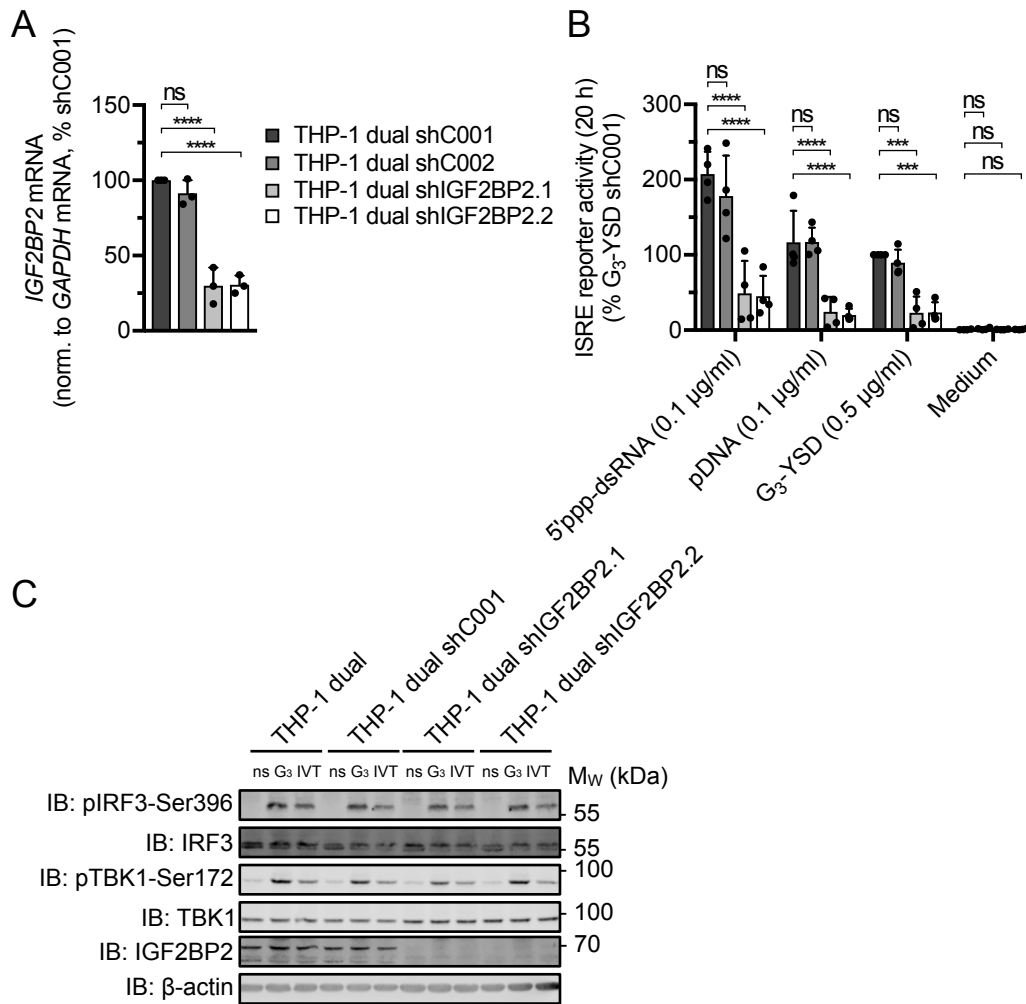 A
IGF2BP2 mRNA
(norm. to GAPDH mRNA, % shC001)
150
100
50
0
ns
****
****
THP-1 dual shC001
THP-1 dual shC002
THP-1 dual shIGF2BP2.1
THP-1 dual shIGF2BP2.2
B
ISRE reporter activity (20 h)
(% G₃-YSD shC001)
300
200
100
0
ns
****
****
ns
****
****
ns
***
***
ns
ns
ns
5'ppp-dsRNA (0.1 µg/ml)
pDNA (0.1 µg/ml)
G₃-YSD (0.5 µg/ml)
Medium
C
THP-1 dual
THP-1 dual shC001
THP-1 dual shIGF2BP2.1
THP-1 dual shIGF2BP2.2
ns G₃ IVT ns G₃ IVT ns G₃ IVT ns G₃ IVT Mw (kDa)
IB: pIRF3-Ser396
55
IB: IRF3
55
IB: pTBK1-Ser172
100
IB: TBK1
100
IB: IGF2BP2
70
IB: β-actin